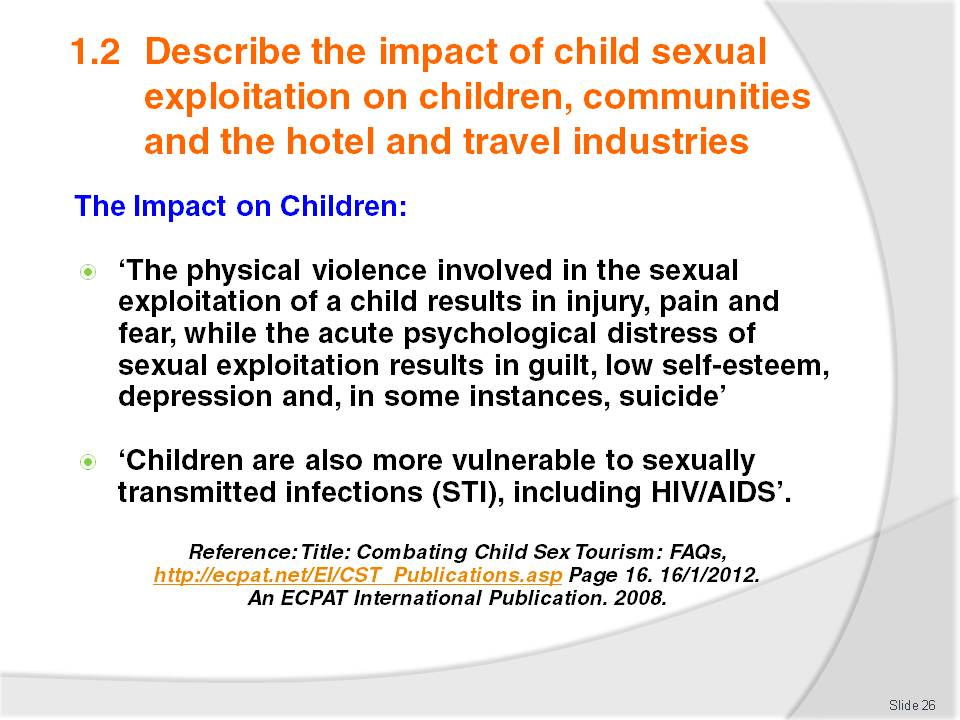 1.2 Describe the impact of child sexual
exploitation on children, communities
and the hotel and travel industries
The Impact on Children:
‘The physical violence involved in the sexual
exploitation of a child results in injury, pain and
fear, while the acute psychological distress of
sexual exploitation results in guilt, low self-esteem,
depression and, in some instances, suicide’
‘Children are also more vulnerable to sexually
transmitted infections (STI), including HIV/AIDS’.
Reference: Title: Combating Child Sex Tourism: FAQs,
http://ecpat.net/EI/CST_Publications.asp Page 16. 16/1/2012.
An ECPAT International Publication. 2008.
Slide 26